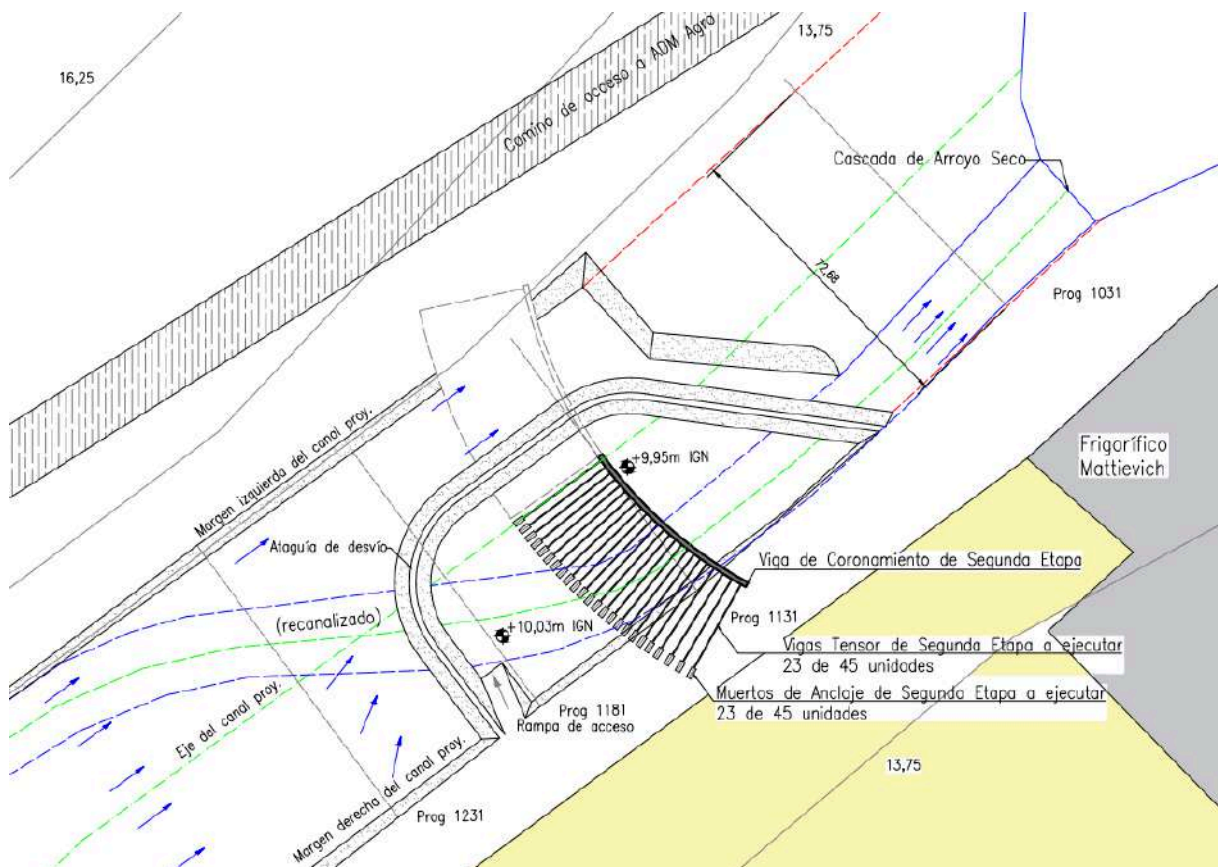 13,75
16,25
Camino de acceso a ADM Agro
Cascada de Arroyo Seco
72,68
Prog 1031
Margen izquierda del canal proy.
+9,95m IGN
Frigorífico
Mattievich
Ataguía de desvío
Viga de Coronamiento de Segunda Etapa
(recanalizado)
+10,03m IGN
Prog 1131
Vigas Tensor de Segunda Etapa a ejecutar
23 de 45 unidades
Eje del canal proy.
Muertos de Anclaje de Segunda Etapa a ejecutar
23 de 45 unidades
Prog 1181
Rampa de acceso
13,75
Margen derecha del canal proy.
Prog 1231